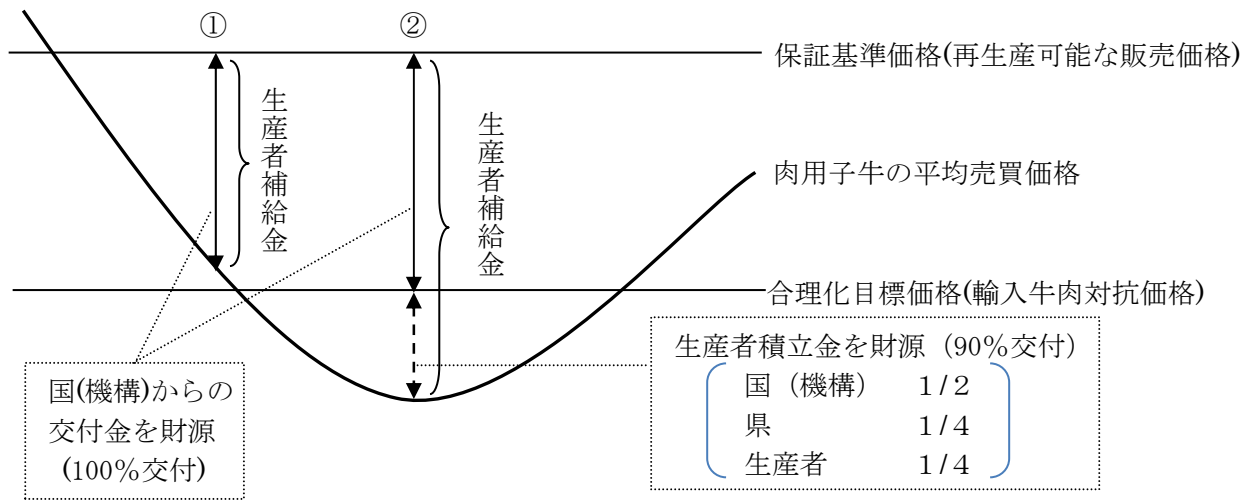 ① ②
保証基準価格(再生産可能な販売価格)
生産者補給金
生産者補給金
肉用子牛の平均売買価格
合理化目標価格(輸入牛肉対抗価格)
国(機構)からの
交付金を財源
(100%交付)
生産者積立金を財源（90%交付）
国（機構） 1/2
県 1/4
生産者 1/4